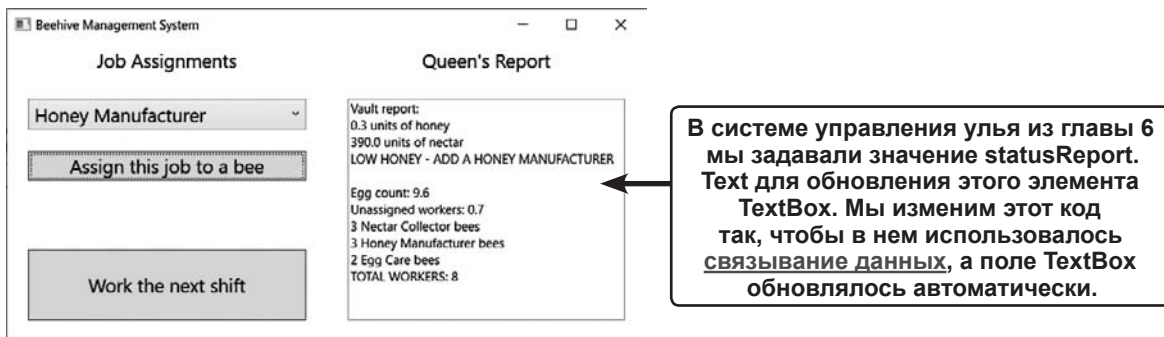 Beehive Management System
Job Assignments
Honey Manufacturer
Assign this job to a bee
Work the next shift
Queen's Report
Vault report:
0.3 units of honey
390.0 units of nectar
LOW HONEY - ADD A HONEY MANUFACTURER
Egg count: 9.6
Unassigned workers: 0.7
3 Nectar Collector bees
3 Honey Manufacturer bees
2 Egg Care bees
TOTAL WORKERS: 8
В системе управления улья из главы 6
мы задавали значение statusReport.
Text для обновления этого элемента
TextBox. Мы изменим этот код
так, чтобы в нем использовалось
связывание данных, а поле TextBox
обновлялось автоматически.